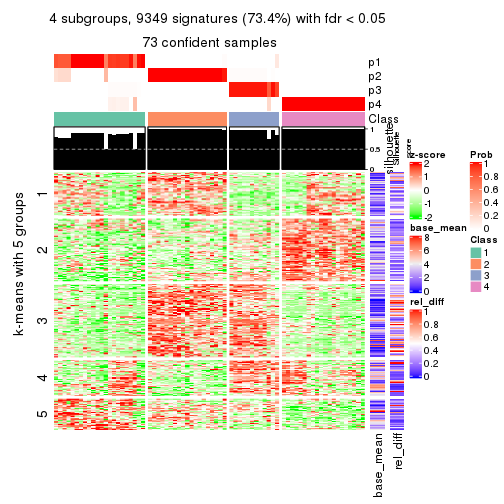 4 subgroups, 9349 signatures (73.4%) with fdr < 0.05
73 confident samples
p1
p2
p3
p4
Class
silhouette
Silhouette
score
1
0.5
0
k-means with 5 groups
1
2
3
4
5
base_mean
rel_diff
z-score
2
1
0
-1
-2
base_mean
8
6
4
2
0
rel_diff
1
0.8
0.6
0.4
0.2
0
Prob
1
0.8
0.6
0.4
0.2
0
Class
1
2
3
4